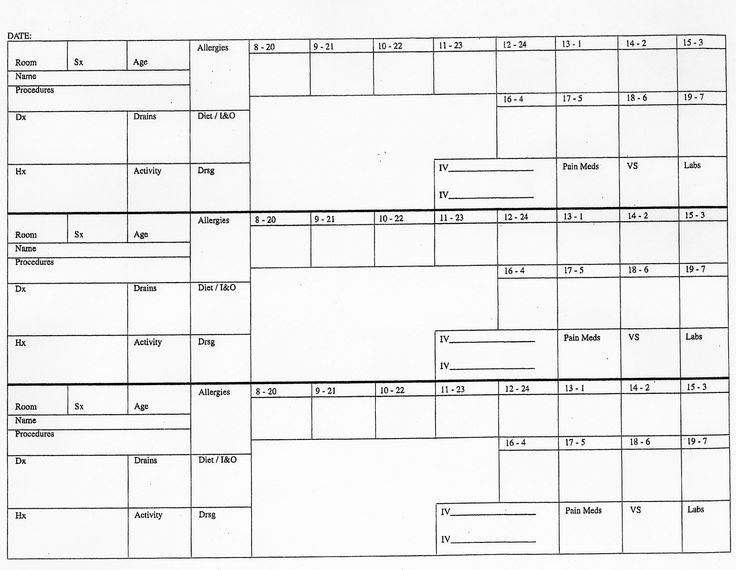 DATE:
Allergies 8 - 20 9 - 21 10 - 22 11 - 23 12 - 24 13 - 1 14 - 2 15 - 3
Room Sx Age
Name
Procedures
16 - 4 17 - 5 18 - 6 19 - 7
Dx Drains Diet / I&O
Hx Activity Drsg IV Pain Meds VS Labs
IV
Allergies 8 - 20 9 - 21 10 - 22 11 - 23 12 - 24 13 - 1 14 - 2 15 - 3
Room Sx Age
Name
Procedures
16 - 4 17 - 5 18 - 6 19 - 7
Dx Drains Diet / I&O
Hx Activity Drsg IV Pain Meds VS Labs
IV
Allergies 8 - 20 9 - 21 10 - 22 11 - 23 12 - 24 13 - 1 14 - 2 15 - 3
Room Sx Age
Name
Procedures
16 - 4 17 - 5 18 - 6 19 - 7
Dx Drains Diet / I&O
Hx Activity Drsg IV Pain Meds VS Labs
IV